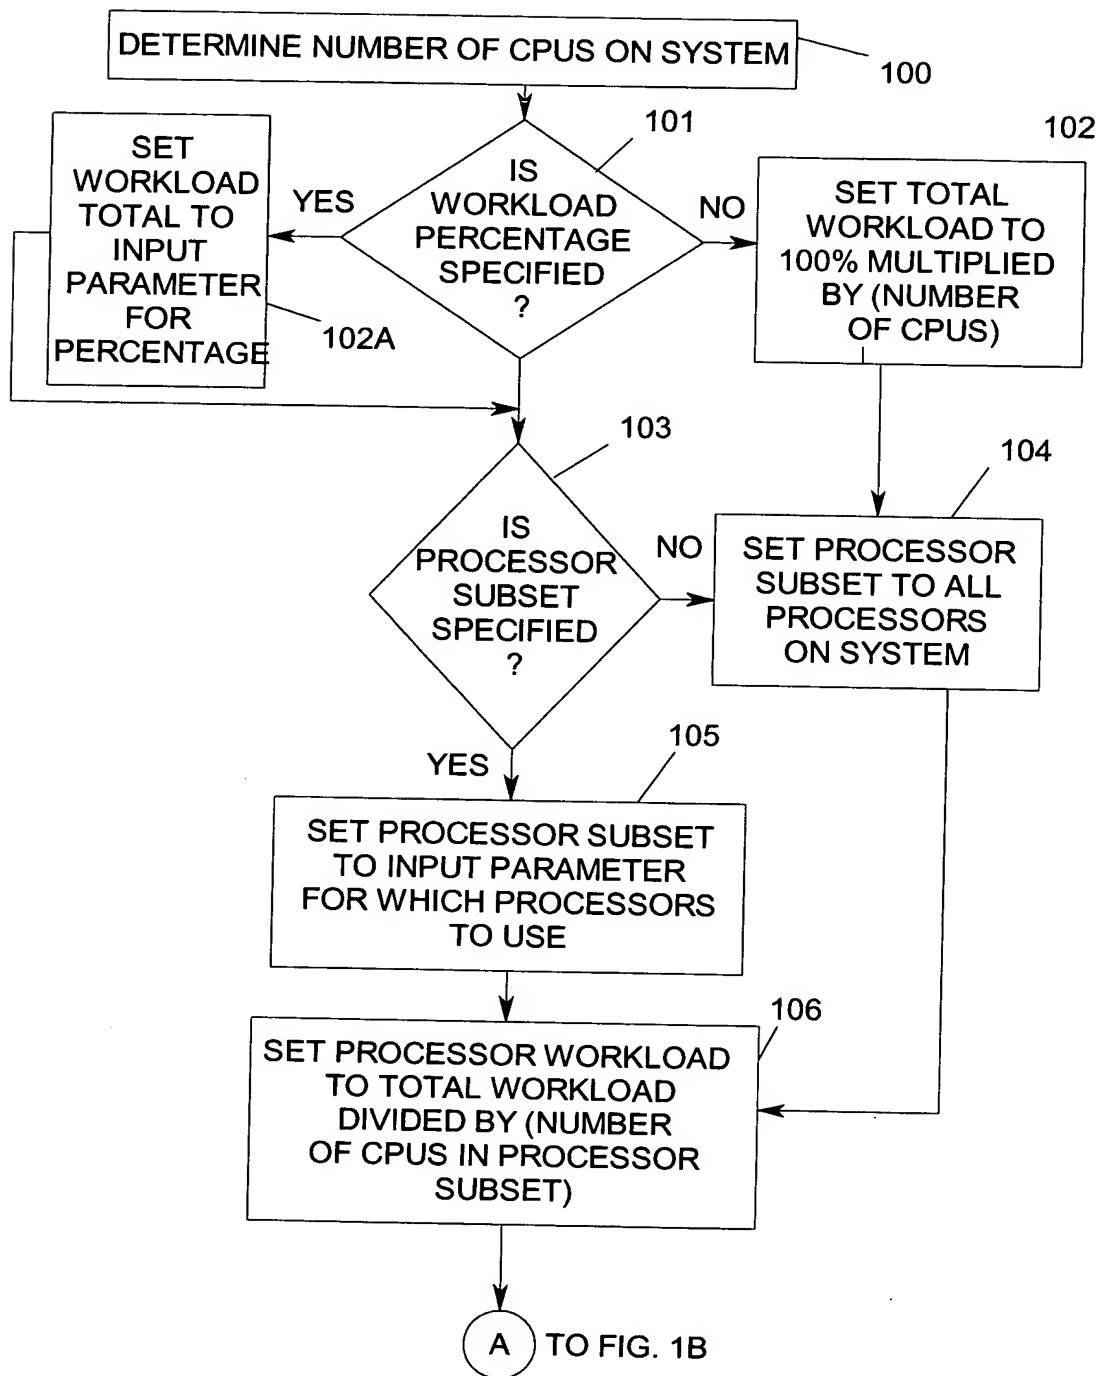 DETERMINE NUMBER OF CPUS ON SYSTEM
100
101
102
SET
WORKLOAD
TOTAL TO
INPUT
PARAMETER
FOR
PERCENTAGE
YES
IS
WORKLOAD
PERCENTAGE
SPECIFIED
?
NO
SET TOTAL
WORKLOAD TO
100% MULTIPLIED
BY (NUMBER
OF CPUS)
102A
103
104
IS
PROCESSOR
SUBSET
SPECIFIED
?
NO
SET PROCESSOR
SUBSET TO ALL
PROCESSORS
ON SYSTEM
YES
105
SET PROCESSOR SUBSET
TO INPUT PARAMETER
FOR WHICH PROCESSORS
TO USE
106
SET PROCESSOR WORKLOAD
TO TOTAL WORKLOAD
DIVIDED BY (NUMBER
OF CPUS IN PROCESSOR
SUBSET)
A TO FIG. 1B